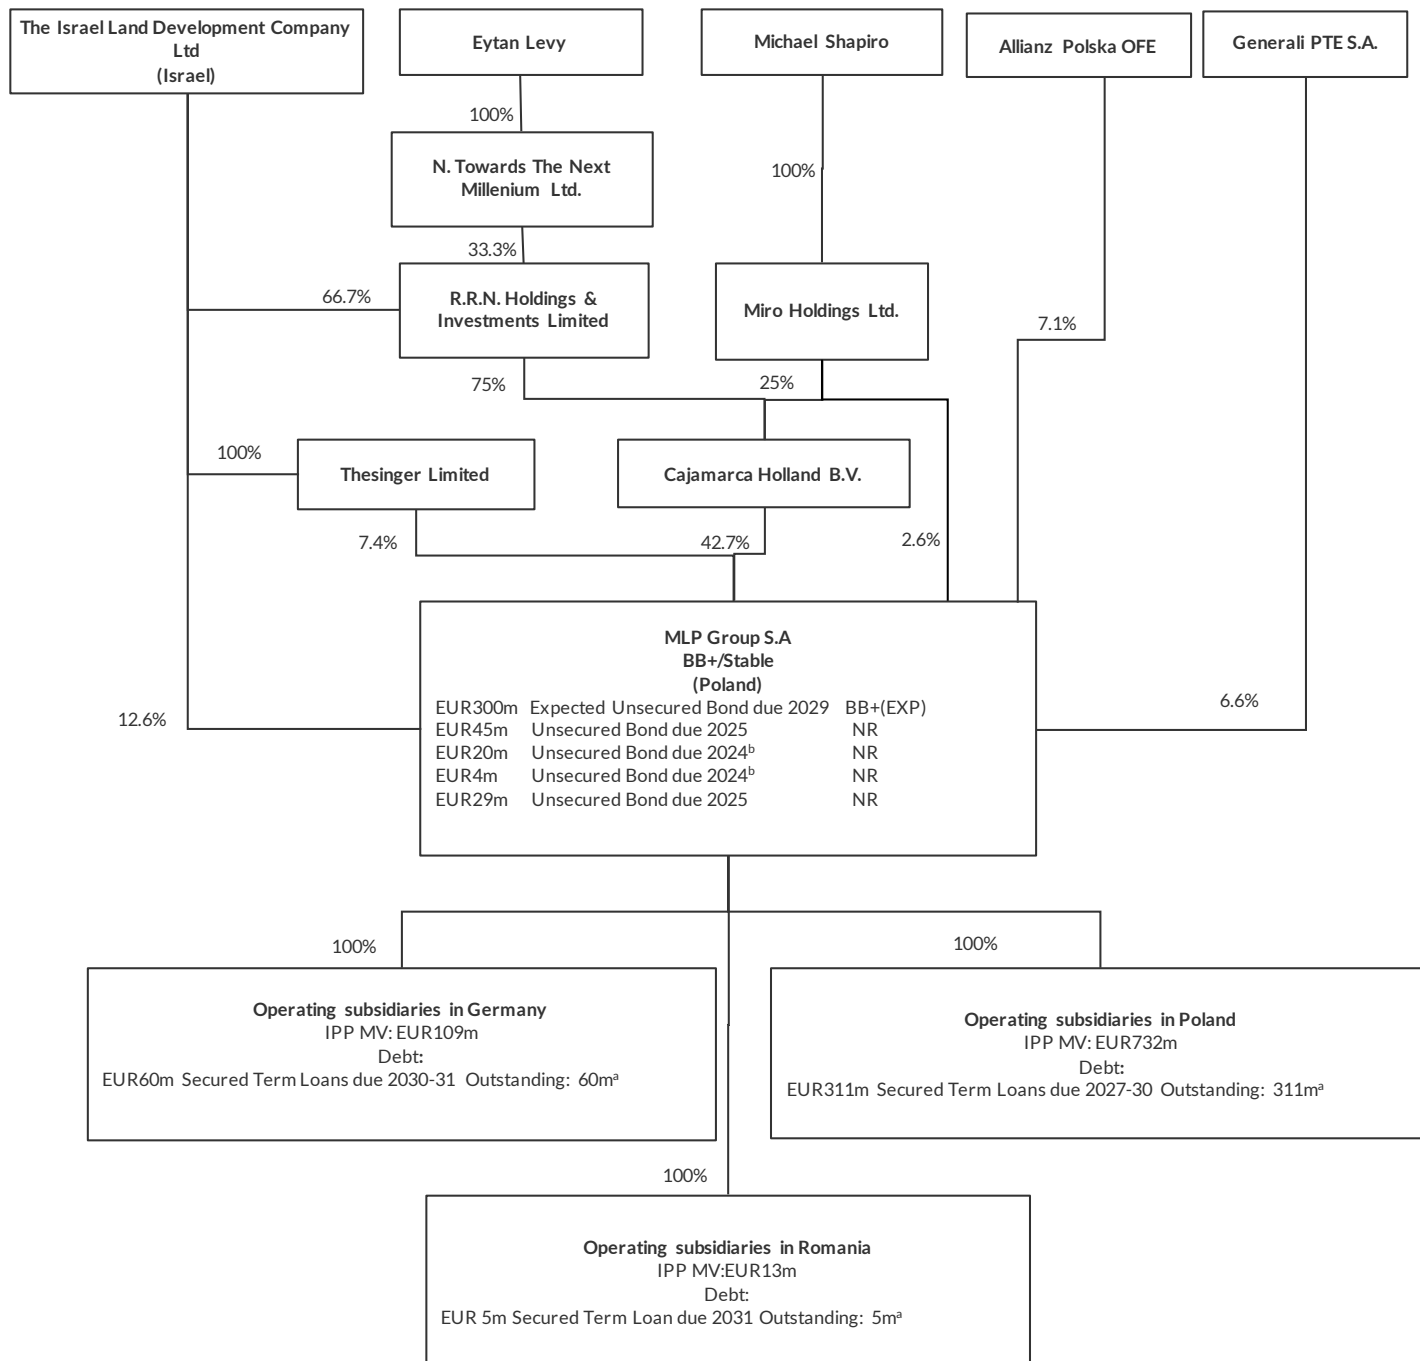 The Israel Land Development Company
Ltd
(Israel)
Eytan Levy
Michael Shapiro
Allianz Polska OFE
Generali PTE S.A.
100%
N. Towards The Next
Millenium Ltd.
100%
33.3%
66.7%
R.R.N. Holdings &
Investments Limited
Miro Holdings Ltd.
7.1%
75%
25%
100%
Thesinger Limited
Cajamarca Holland B.V.
7.4%
42.7%
2.6%
MLP Group S.A
BB+/Stable
(Poland)
EUR300m Expected Unsecured Bond due 2029 BB+(EXP)
EUR45m Unsecured Bond due 2025 NR
EUR20m Unsecured Bond due 2024ᵇ NR
EUR4m Unsecured Bond due 2024ᵇ NR
EUR29m Unsecured Bond due 2025 NR
12.6%
6.6%
100%
100%
Operating subsidiaries in Germany
IPP MV: EUR109m
Debt:
EUR60m Secured Term Loans due 2030-31 Outstanding: 60mᵃ
Operating subsidiaries in Poland
IPP MV: EUR732m
Debt:
EUR311m Secured Term Loans due 2027-30 Outstanding: 311mᵃ
100%
Operating subsidiaries in Romania
IPP MV:EUR13m
Debt:
EUR 5m Secured Term Loan due 2031 Outstanding: 5mᵃ